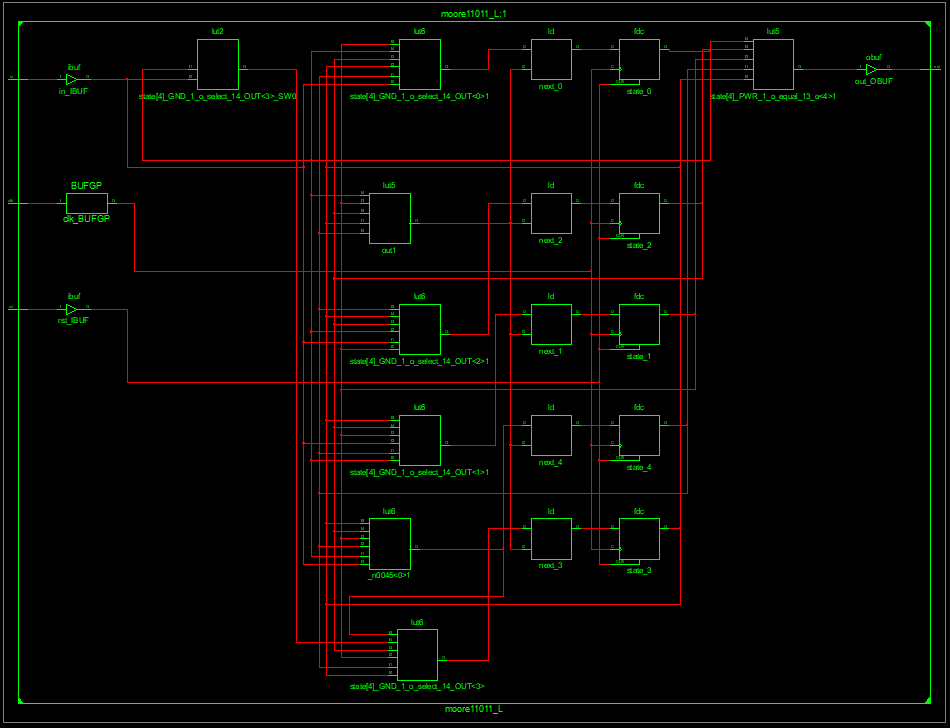 moore11011_L:1
lut2
lut6
ld
fdc
lut5
ibuf
obuf
in_IBUF
state[4]_GND_1_o_select_14_OUT<3>_SW0
state[4]_GND_1_o_select_14_OUT<0>1
next_0
state_0
state[4]_PWR_1_o_equal_13_o<4>1
out_OBUF
BUFGP
lut5
ld
fdc
clk_BUFGP
out1
next_2
state_2
ibuf
lut6
ld
fdc
rst_IBUF
state[4]_GND_1_o_select_14_OUT<2>1
next_1
state_1
lut6
ld
fdc
state[4]_GND_1_o_select_14_OUT<1>1
next_4
state_4
lut6
ld
fdc
_n0045<0>1
next_3
state_3
lut6
state[4]_GND_1_o_select_14_OUT<3>
moore11011_L